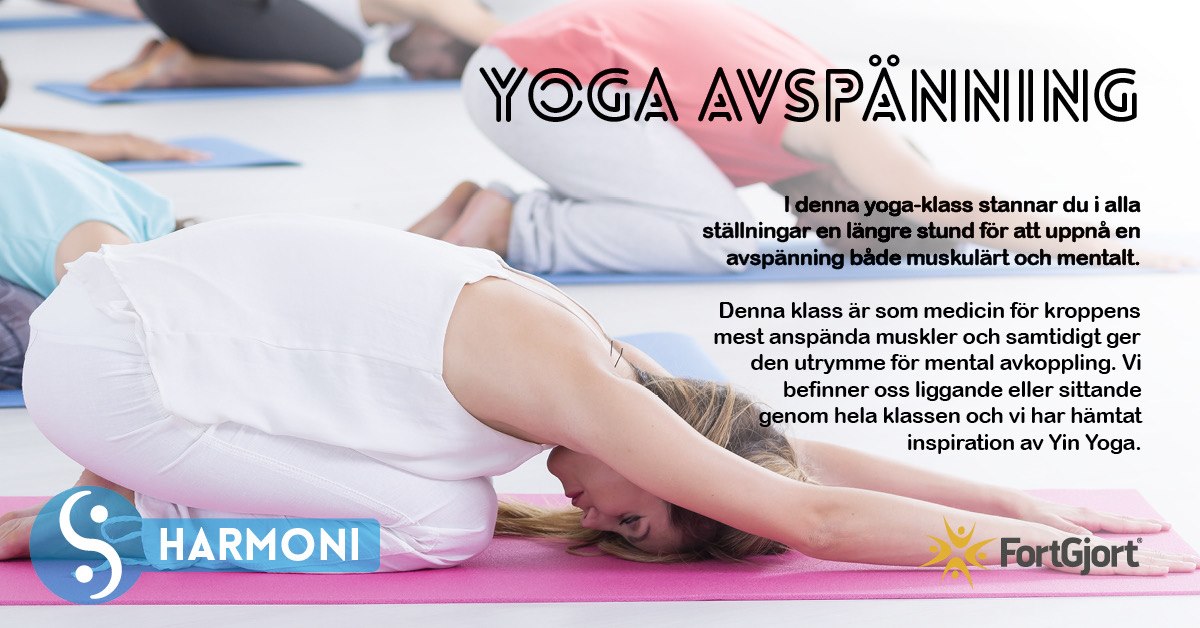 YOGA AVSPÄNNING
I denna yoga-klass stannar du i alla
ställningar en längre stund för att uppnå en
avspänning både muskulärt och mentalt.
Denna klass är som medicin för kroppens
mest anspända muskler och samtidigt ger
den utrymme för mental avkoppling. Vi
befinner oss liggande eller sittande
genom hela klassen och vi har hämtat
inspiration av Yin Yoga.
HARMONI
FortGjort®